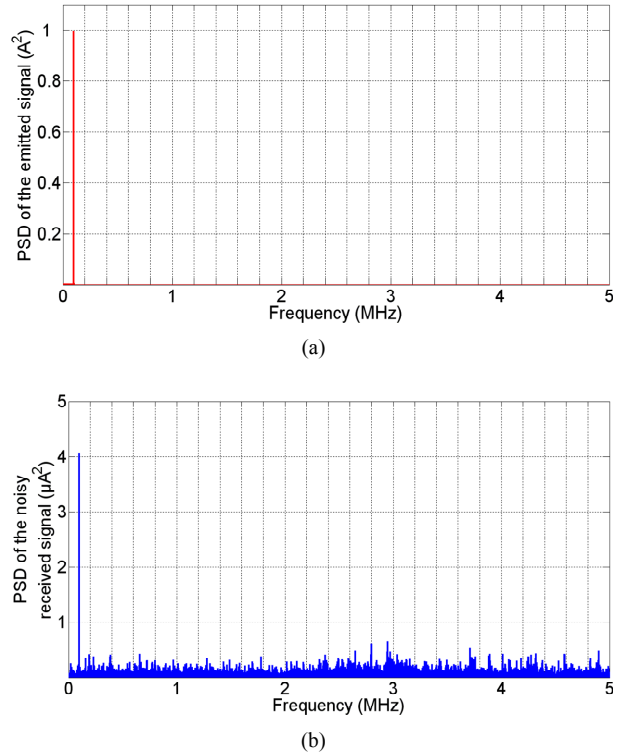 PSD of the emitted signal (A²)
1
0.8
0.6
0.4
0.2
0 1 2 3 4 5
Frequency (MHz)
(a)
PSD of the noisy
received signal (µA²)
5
4
3
2
1
0 1 2 3 4 5
Frequency (MHz)
(b)